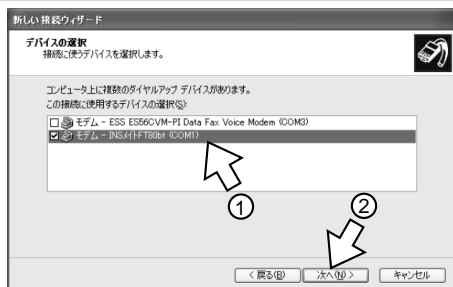 新しい接続ウィザード
デバイスの選択
接続に使うデバイスを選択します。
コンピュータ上に複数のダイヤルアップ デバイスがあります。
この接続に使用するデバイスの選択(S):
モデム - ESS ES56CVM-PI Data Fax Voice Modem (COM3)
モデム - INSメイトFT80bt (COM1)
①
②
< 戻る(B)
次へ(N) >
キャンセル